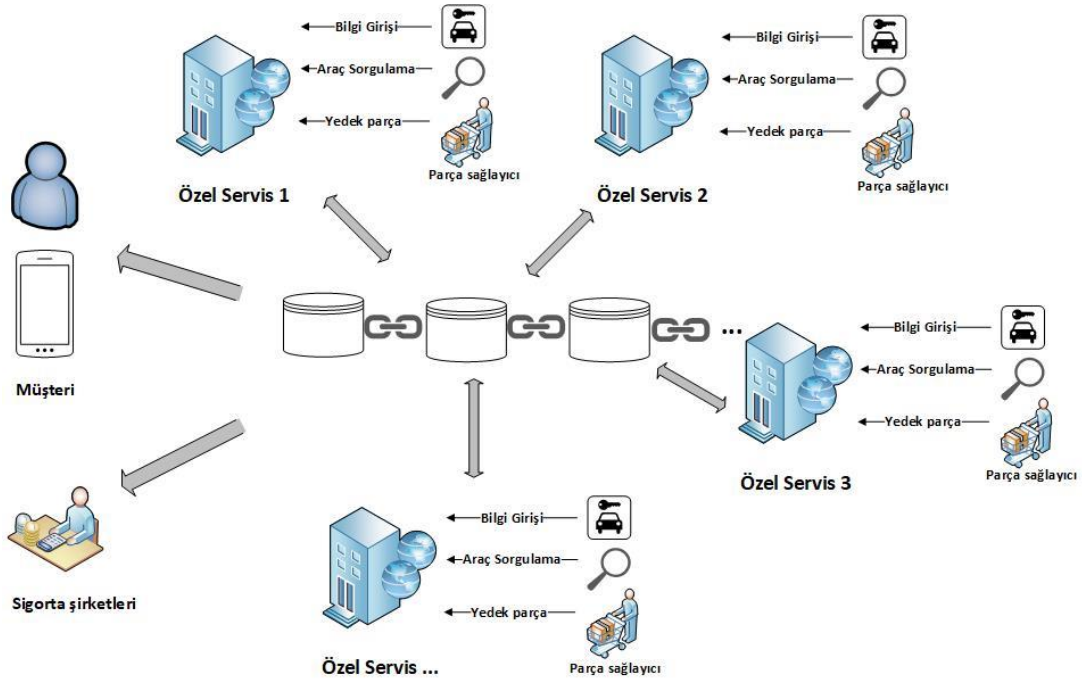 Bilgi Girişi
Araç Sorgulama
Yedek parça
Parça sağlayıcı
Özel Servis 1
Bilgi Girişi
Araç Sorgulama
Yedek parça
Parça sağlayıcı
Özel Servis 2
Müşteri
...
Bilgi Girişi
Araç Sorgulama
Yedek parça
Parça sağlayıcı
Özel Servis 3
Sigorta şirketleri
Bilgi Girişi
Araç Sorgulama
Yedek parça
Parça sağlayıcı
Özel Servis ...